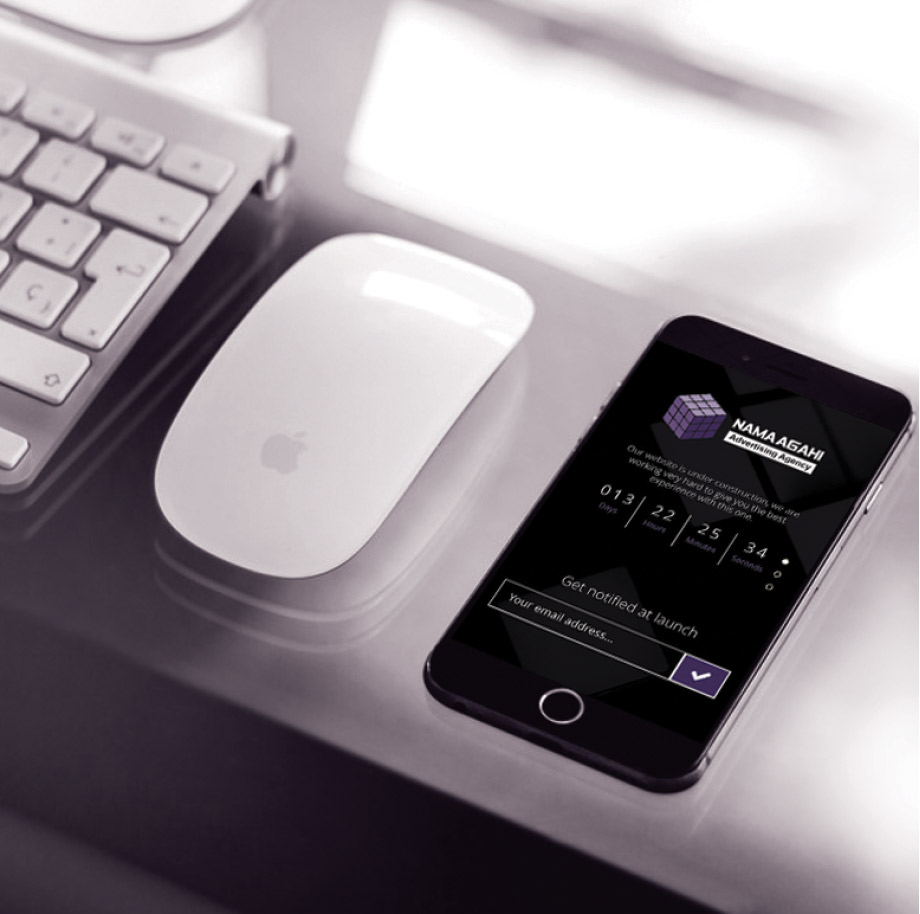 NAMA AGAHI
Advertising Agency
Our website is under construction, we are
working very hard to give you the best
experience with this one.
013 22 25 34
Days Hours Minutes Seconds
Get notified at launch
Your email address...
Ç